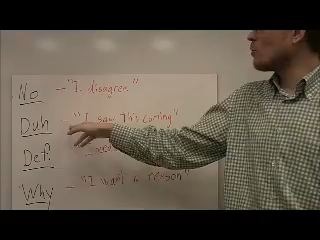 No - "I disagree"
Duh - "I saw this coming"
Def. -
Why - "I want a reason"